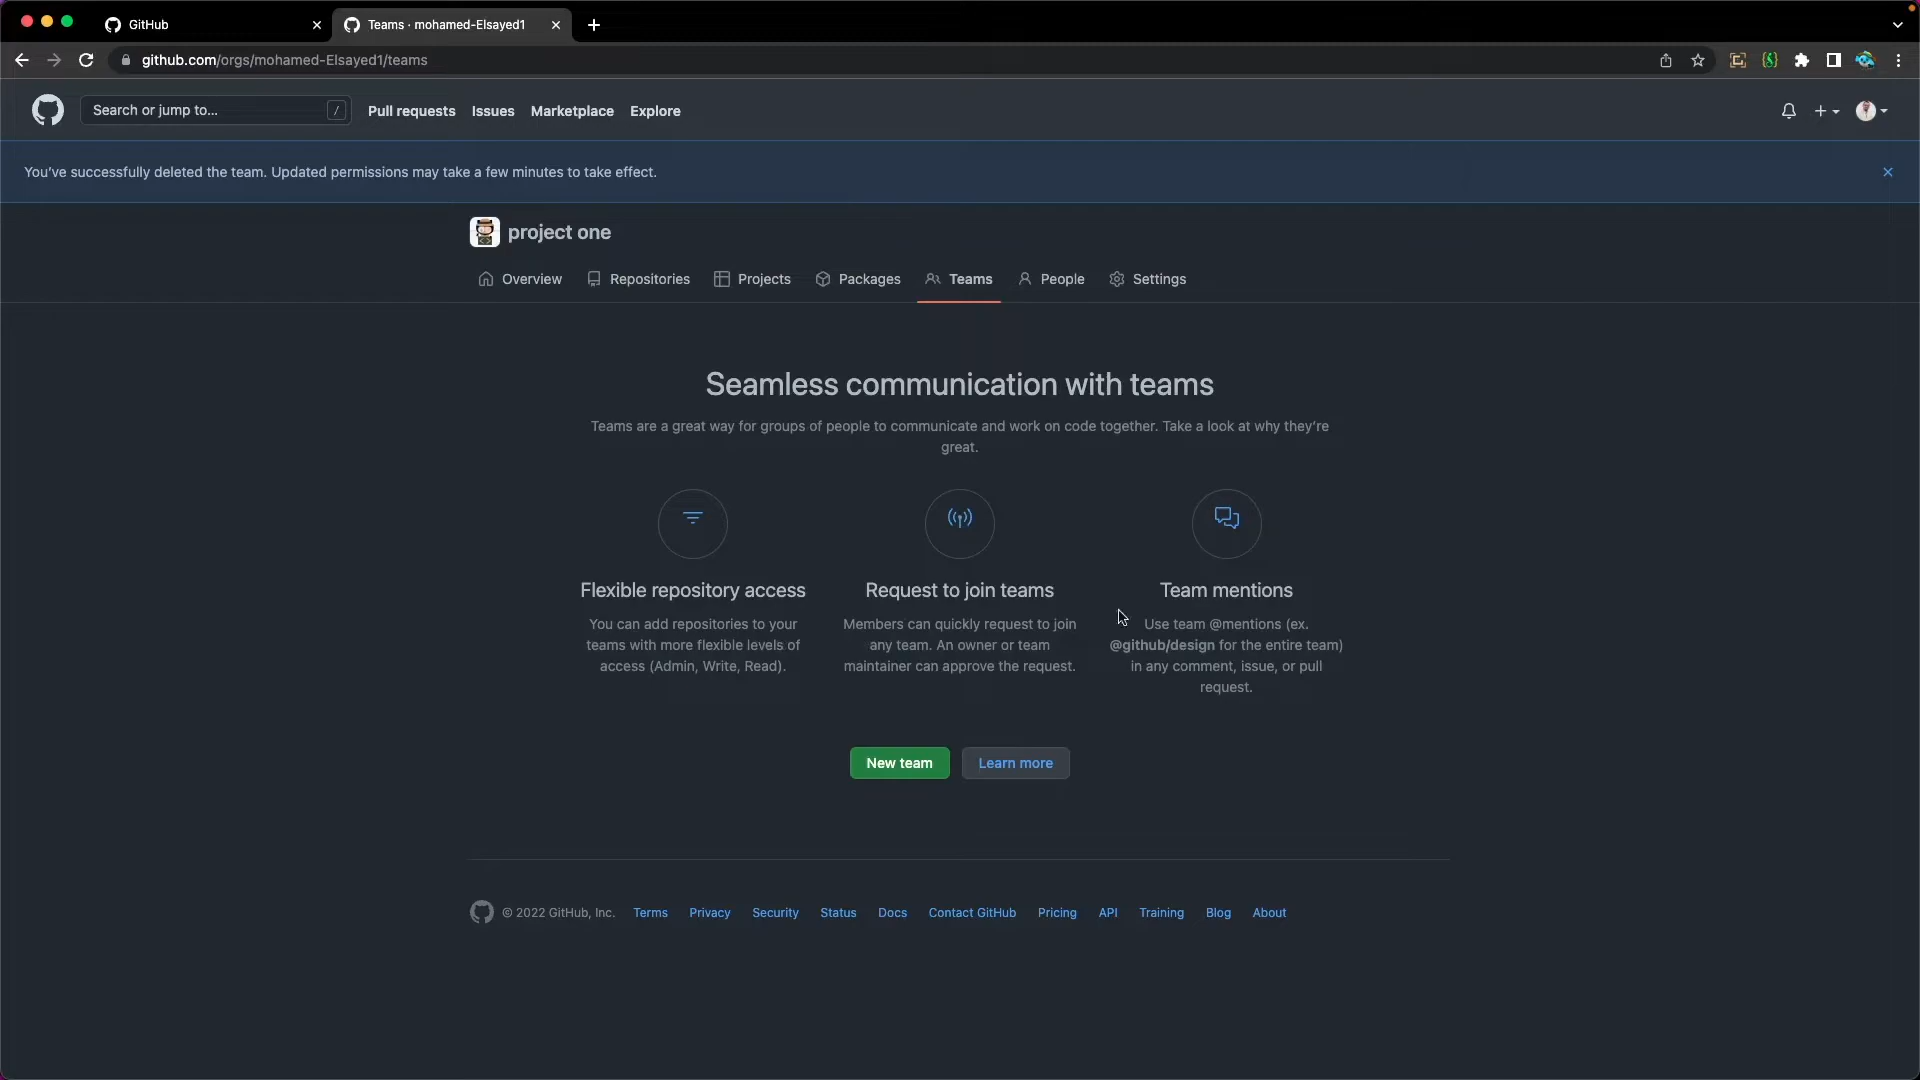 GitHub
Teams · mohamed-Elsayed1
github.com/orgs/mohamed-Elsayed1/teams
Search or jump to... /
Pull requests
Issues
Marketplace
Explore
You've successfully deleted the team. Updated permissions may take a few minutes to take effect.
project one
Overview
Repositories
Projects
Packages
Teams
People
Settings
Seamless communication with teams
Teams are a great way for groups of people to communicate and work on code together. Take a look at why they're
great.
Flexible repository access
You can add repositories to your
teams with more flexible levels of
access (Admin, Write, Read).
Request to join teams
Members can quickly request to join
any team. An owner or team
maintainer can approve the request.
Team mentions
Use team @mentions (ex.
@github/design for the entire team)
in any comment, issue, or pull
request.
New team
Learn more
© 2022 GitHub, Inc.
Terms
Privacy
Security
Status
Docs
Contact GitHub
Pricing
API
Training
Blog
About